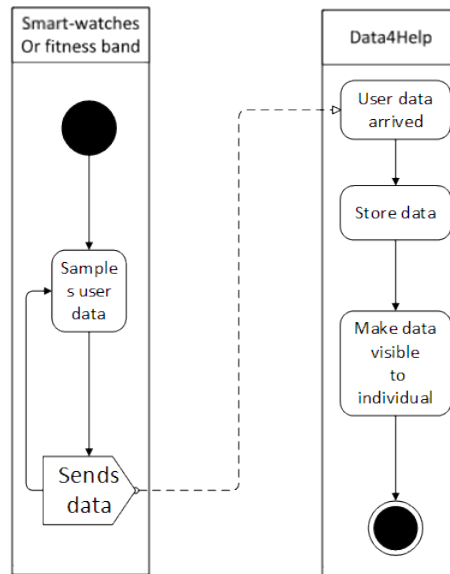 Smart-watches
Or fitness band
Sample
s user
data
Sends
data
Data4Help
User data
arrived
Store data
Make data
visible
to
individual